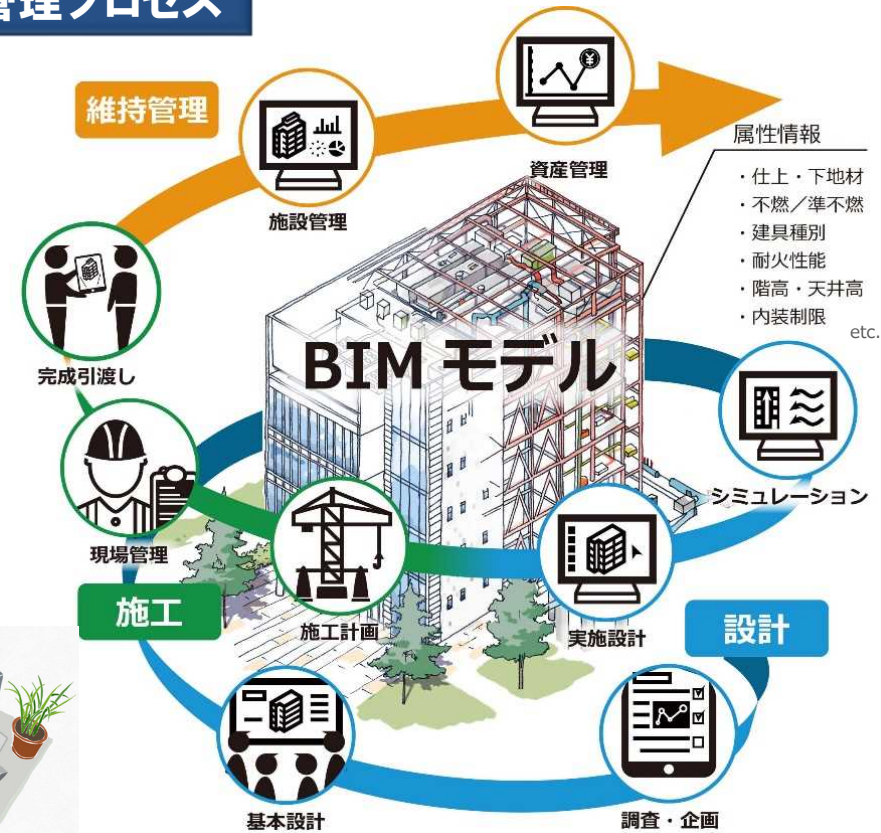 管理プロセス
維持管理
資産管理
施設管理
属性情報
・仕上・下地材
・不燃／準不燃
・建具種別
・耐火性能
・階高・天井高
・内装制限
etc.
完成引渡し
BIM モデル
シミュレーション
現場管理
施工
施工計画
実施設計
設計
基本設計
調査・企画